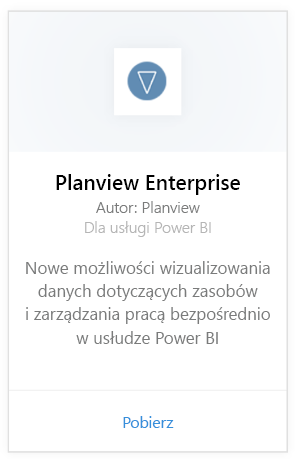 Planview Enterprise
Autor: Planview
Dla usługi Power BI
Nowe możliwości wizualizowania
danych dotyczących zasobów
i zarządzania pracą bezpośrednio
w usłudze Power BI
Pobierz